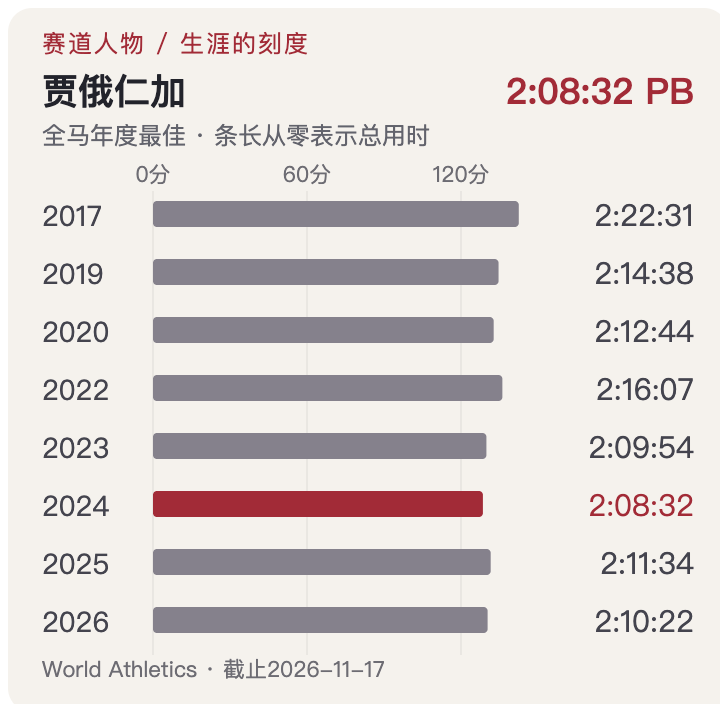 赛道人物 / 生涯的刻度
贾俄仁加 2:08:32 PB
全马年度最佳 · 条长从零表示总用时
0分 60分 120分
2017 2:22:31
2019 2:14:38
2020 2:12:44
2022 2:16:07
2023 2:09:54
2024 2:08:32
2025 2:11:34
2026 2:10:22
World Athletics · 截止2026–11–17